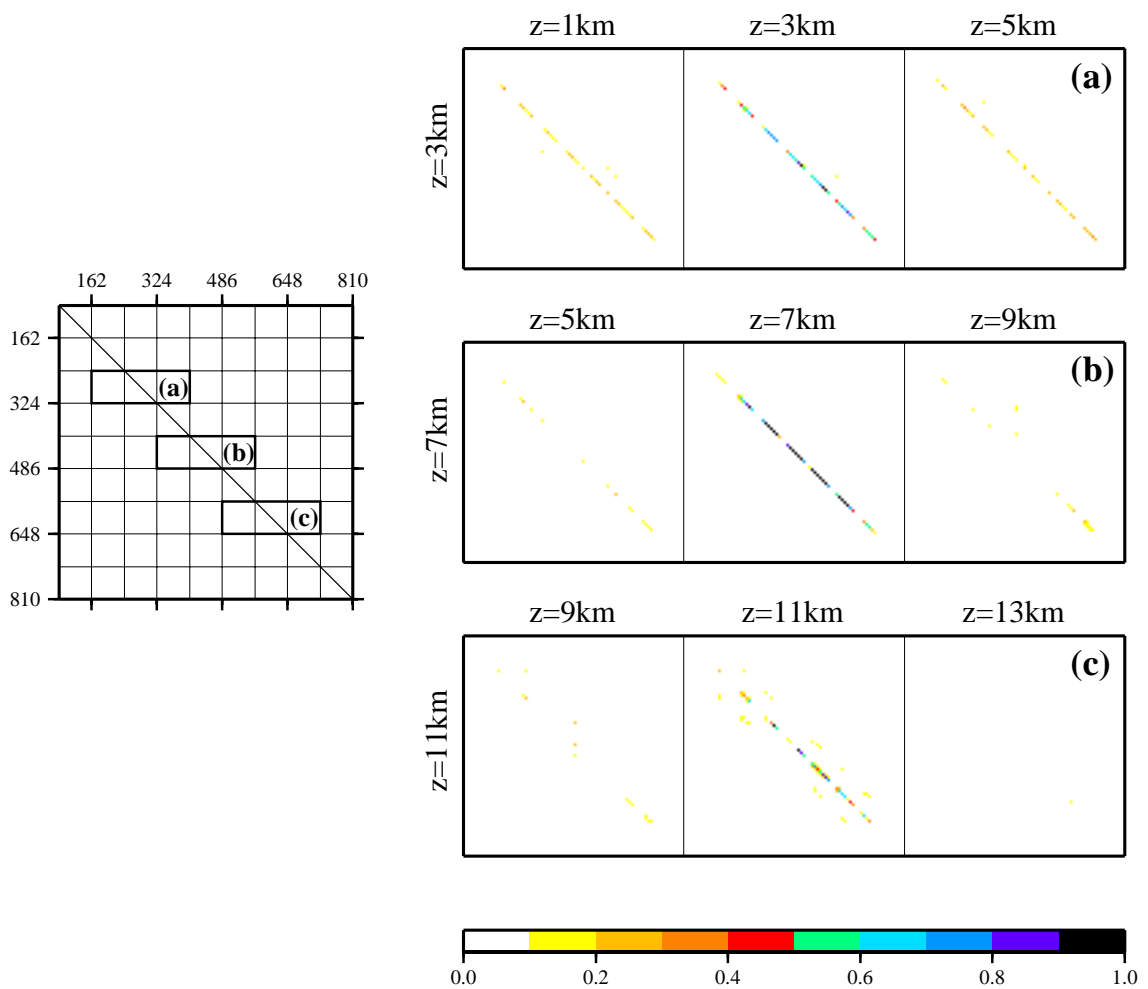 z=1km z=3km z=5km
(a)
z=3km
162 324 486 648 810
162
324
486
648
810
(a)
(b)
(c)
z=5km z=7km z=9km
(b)
z=7km
z=9km z=11km z=13km
(c)
z=11km
0.0 0.2 0.4 0.6 0.8 1.0